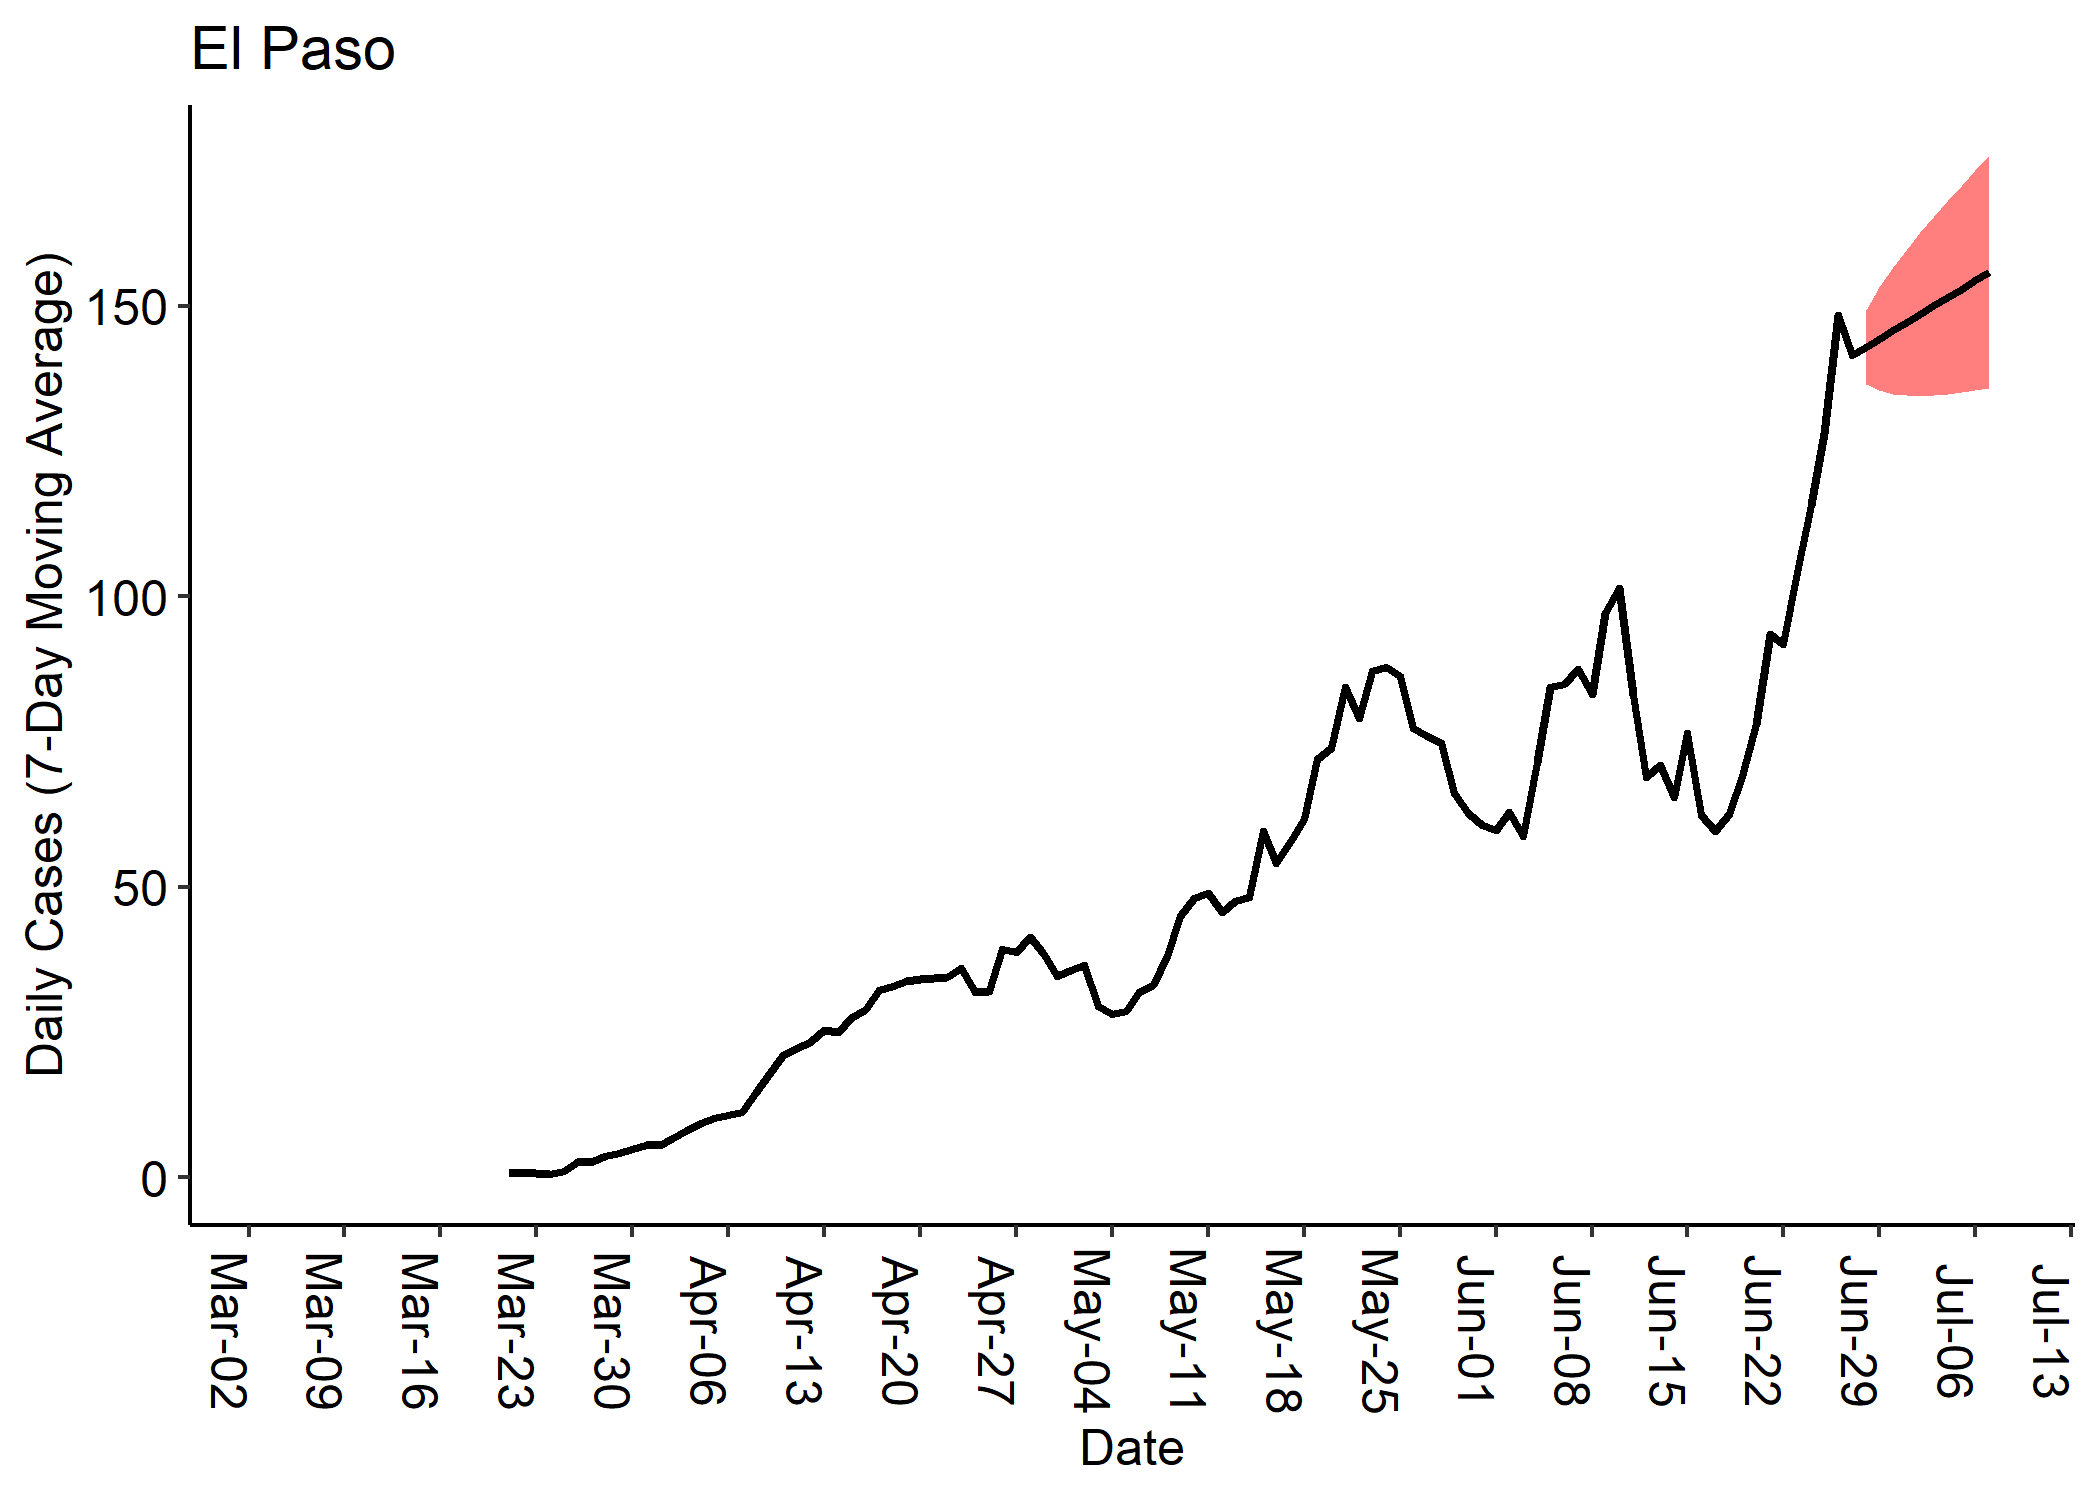 El Paso
Daily Cases (7-Day Moving Average)
150
100
50
0
Mar-02
Mar-09
Mar-16
Mar-23
Mar-30
Apr-06
Apr-13
Apr-20
Apr-27
May-04
May-11
May-18
May-25
Jun-01
Jun-08
Jun-15
Jun-22
Jun-29
Jul-06
Jul-13
Date